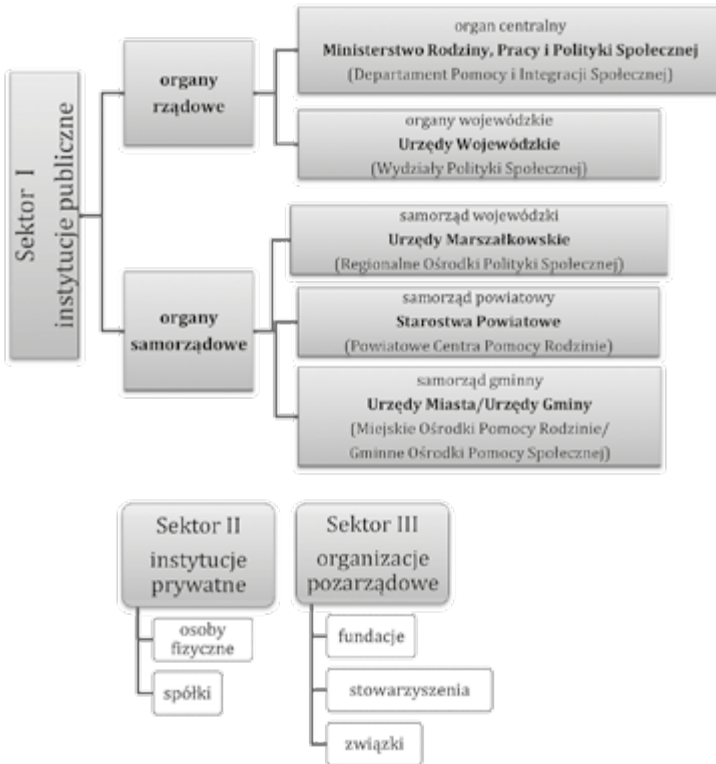 Sektor I
instytucje publiczne
organy
rządowe
organ centralny
Ministerstwo Rodziny, Pracy i Polityki Społecznej
(Departament Pomocy i Integracji Społecznej)
organy wojewódzkie
Urzędy Wojewódzkie
(Wydziały Polityki Społecznej)
organy
samorządowe
samorząd wojewódzki
Urzędy Marszałkowskie
(Regionalne Ośrodki Polityki Społecznej)
samorząd powiatowy
Starostwa Powiatowe
(Powiatowe Centra Pomocy Rodzinie)
samorząd gminny
Urzędy Miasta/Urzędy Gminy
(Miejskie Ośrodki Pomocy Rodzinie/
Gminne Ośrodki Pomocy Społecznej)
Sektor II
instytucje
prywatne
osoby
fizyczne
spółki
Sektor III
organizacje
pozarządowe
fundacje
stowarzyszenia
związki